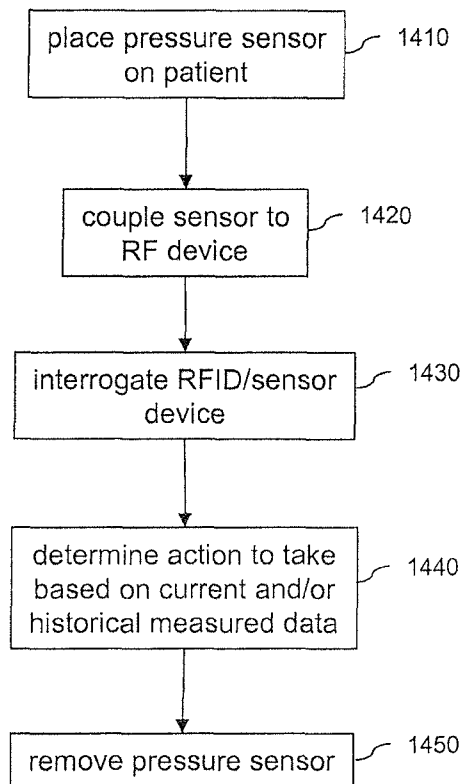 place pressure sensor
on patient
1410
couple sensor to
RF device
1420
interrogate RFID/sensor
device
1430
determine action to take
based on current and/or
historical measured data
1440
remove pressure sensor
1450